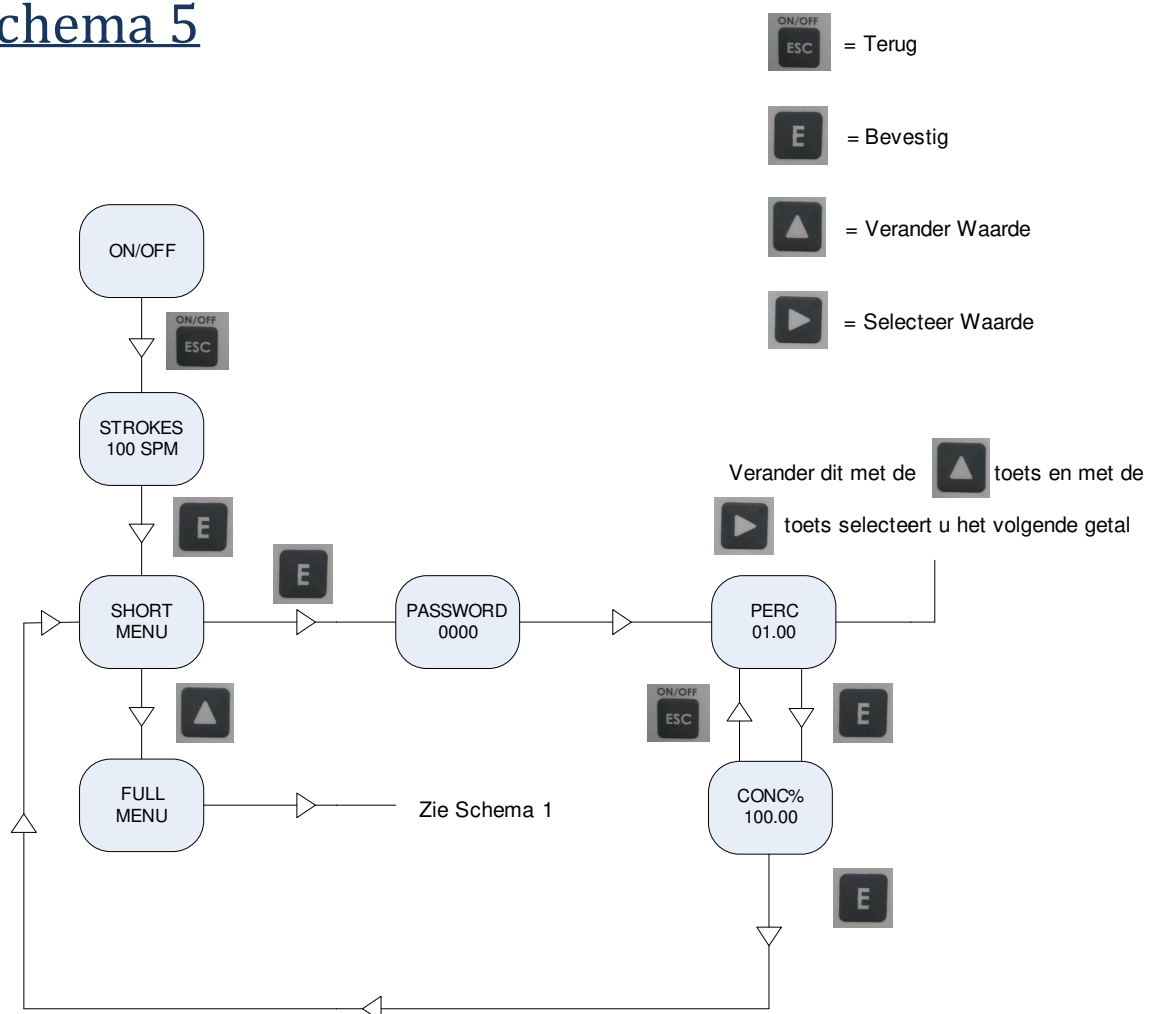 chema 5
ON/OFF
ESC
= Terug
E
= Bevestig
= Verander Waarde
= Selecteer Waarde
ON/OFF
ON/OFF
ESC
STROKES
100 SPM
E
Verander dit met de toets en met de
toets selecteert u het volgende getal
E
SHORT
MENU
PASSWORD
0000
PERC
01.00
ON/OFF
ESC
E
FULL
MENU
Zie Schema 1
CONC%
100.00
E